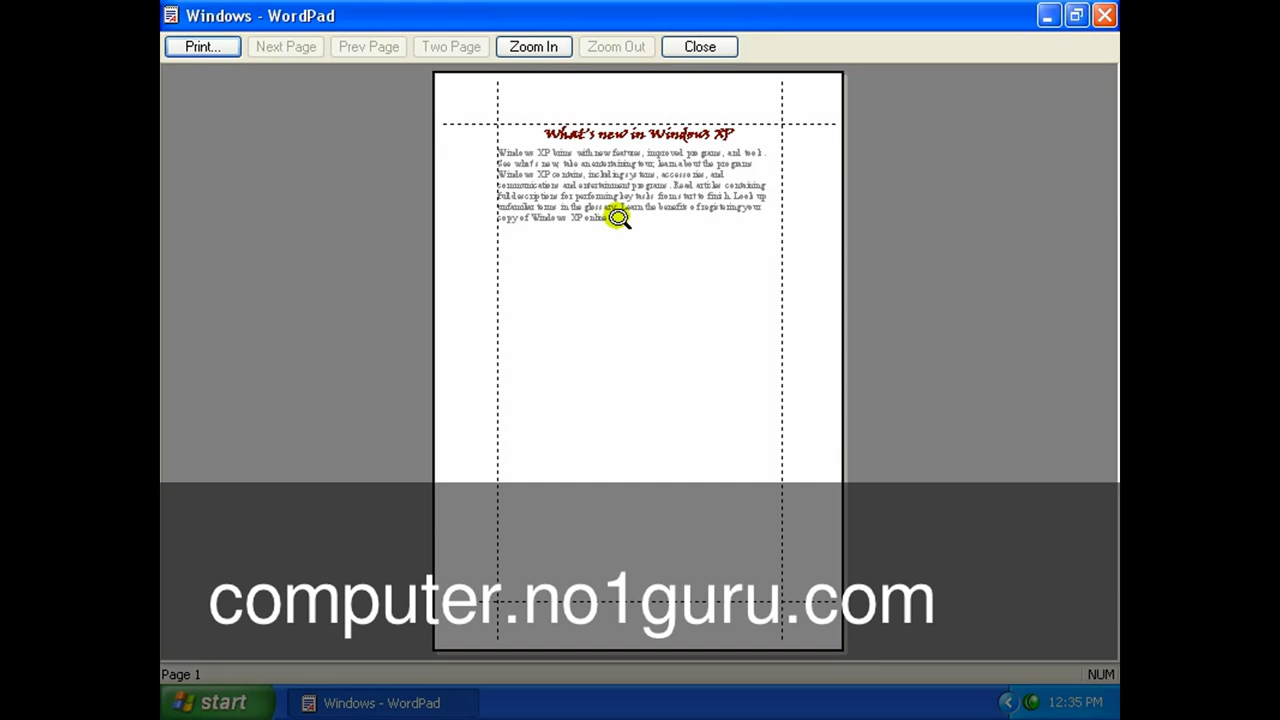 Windows - WordPad
Print... Next Page Prev Page Two Page Zoom In Zoom Out Close
What's new in Windows XP
Windows XP brims with new features, improved programs, and tools.
See what's new, take an entertaining tour, learn about the programs
Windows XP contains, including systems, accessories, and
communications and entertainment programs. Read articles containing
full descriptions for performing key tasks from start to finish. Look up
unfamiliar terms in the glossary. Learn the benefits of registering your
copy of Windows XP online
computer.no1guru.com
Page 1 NUM
start Windows - WordPad 12:35 PM